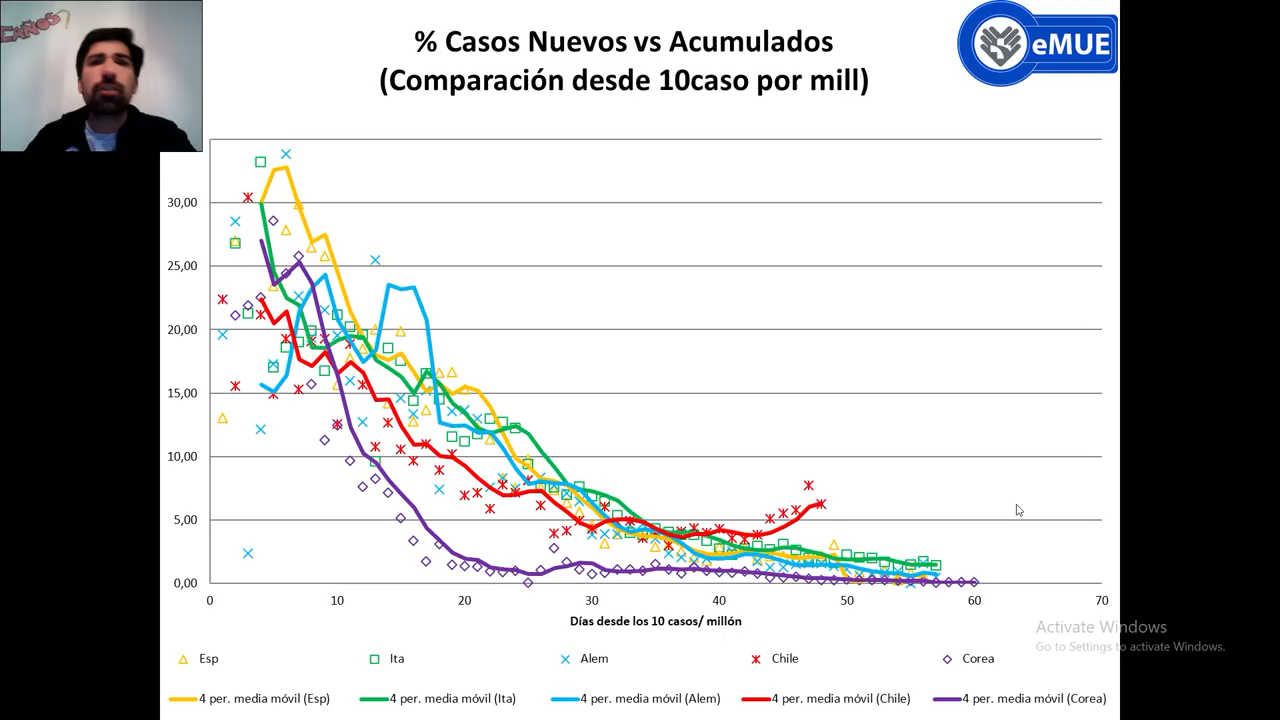 CAÑOS?
% Casos Nuevos vs Acumulados
(Comparación desde 10caso por mill)
eMUE
30,00
25,00
20,00
15,00
10,00
5,00
0,00
0 10 20 30 40 50 60 70
Días desde los 10 casos/ millón
Activate Windows
Go to Settings to activate Windows.
Esp Ita Alem Chile Corea
4 per. media móvil (Esp) 4 per. media móvil (Ita) 4 per. media móvil (Alem) 4 per. media móvil (Chile) 4 per. media móvil (Corea)